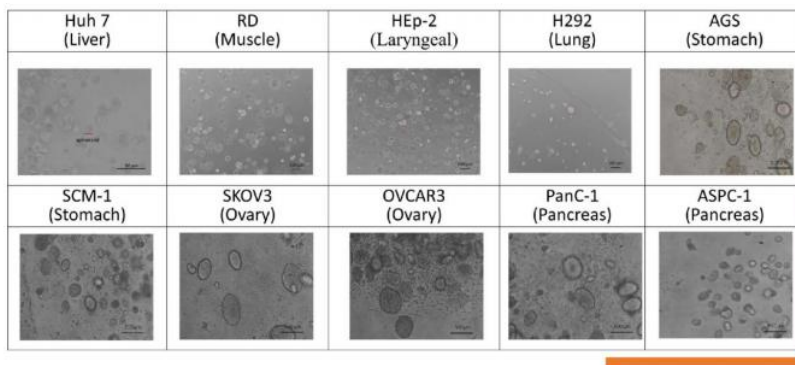 Huh 7
(Liver)
RD
(Muscle)
HEp-2
(Laryngeal)
H292
(Lung)
AGS
(Stomach)
SCM-1
(Stomach)
SKOV3
(Ovary)
OVCAR3
(Ovary)
PanC-1
(Pancreas)
ASPC-1
(Pancreas)